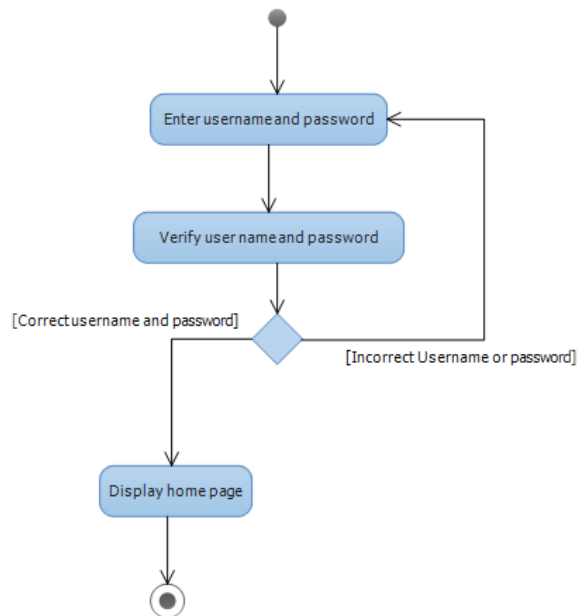 Enter username and password
Verify user name and password
[Correct username and password]
[Incorrect Username or password]
Display home page